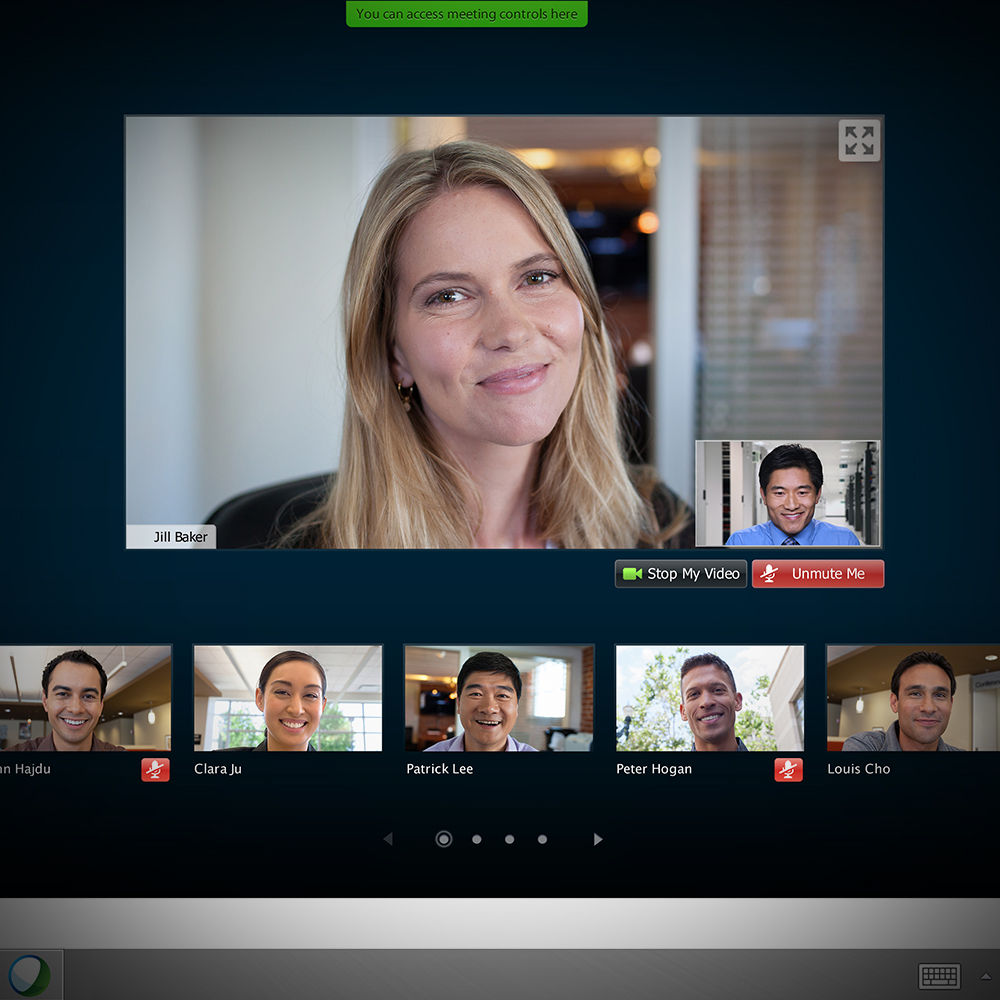 You can access meeting controls here
Jill Baker
Stop My Video
Unmute Me
nn Hajdu
Clara Ju
Patrick Lee
Peter Hogan
Louis Cho